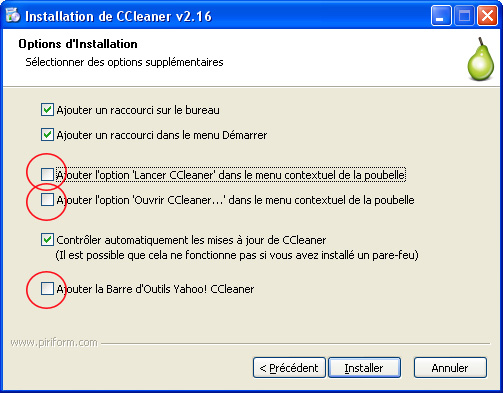 Installation de CCleaner v2.16
Options d'Installation
Sélectionner des options supplémentaires
Ajouter un raccourci sur le bureau
Ajouter un raccourci dans le menu Démarrer
Ajouter l'option 'Lancer CCleaner' dans le menu contextuel de la poubelle
Ajouter l'option 'Ouvrir CCleaner...' dans le menu contextuel de la poubelle
Contrôler automatiquement les mises à jour de CCleaner
(Il est possible que cela ne fonctionne pas si vous avez installé un pare-feu)
Ajouter la Barre d'Outils Yahoo! CCleaner
www.piriform.com
< Précédent
Installer
Annuler